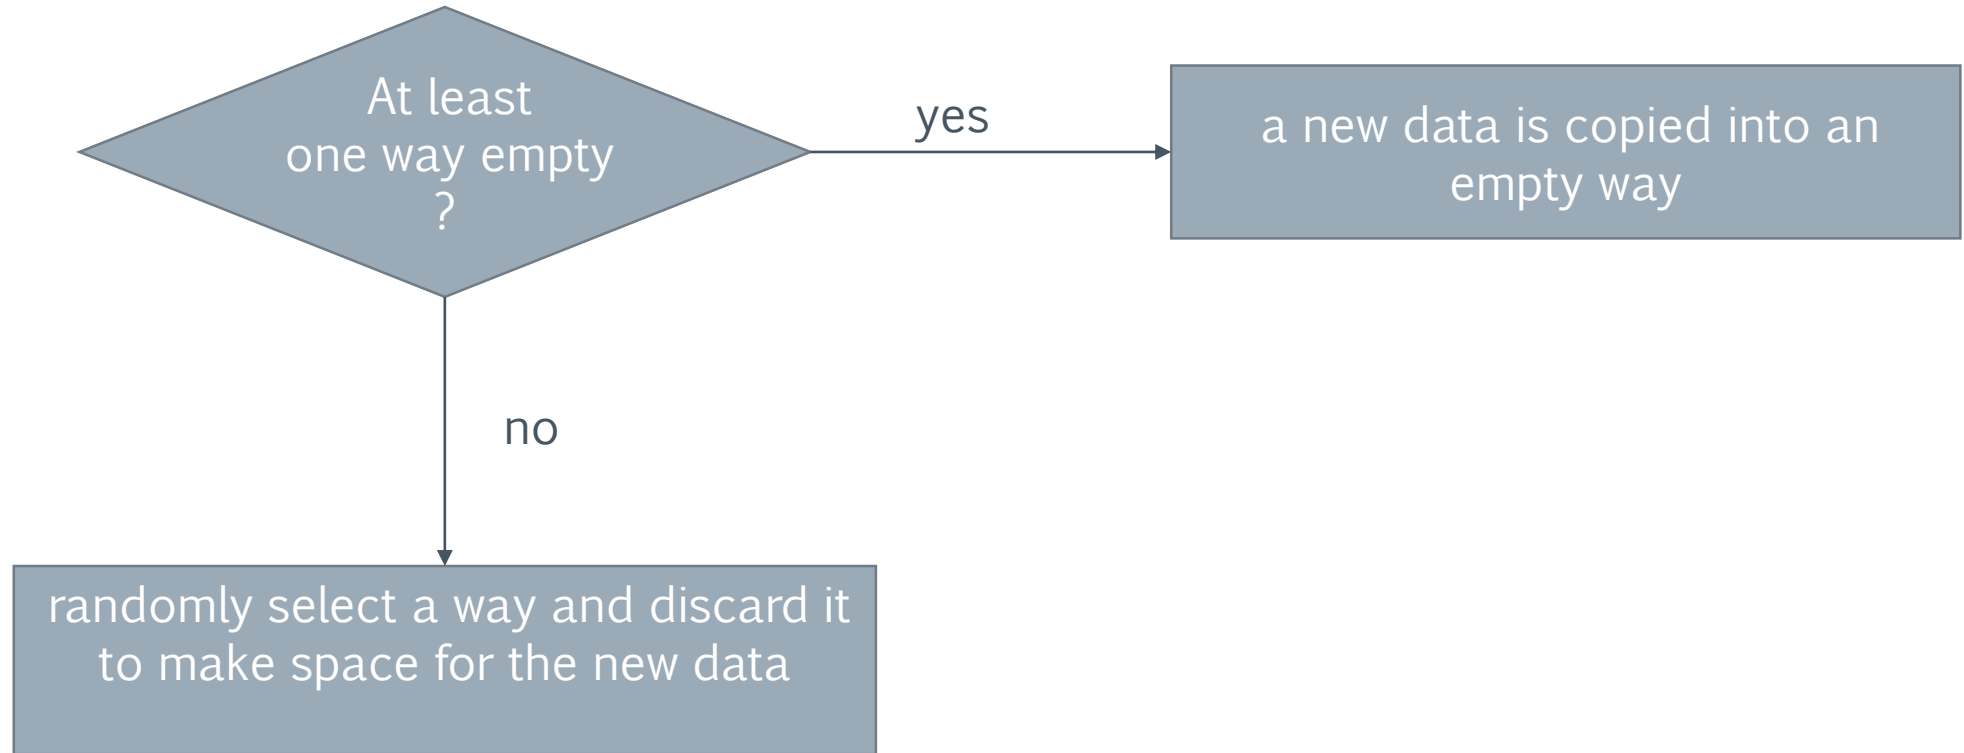 At least
one way empty
?
yes
a new data is copied into an
empty way
no
randomly select a way and discard it
to make space for the new data